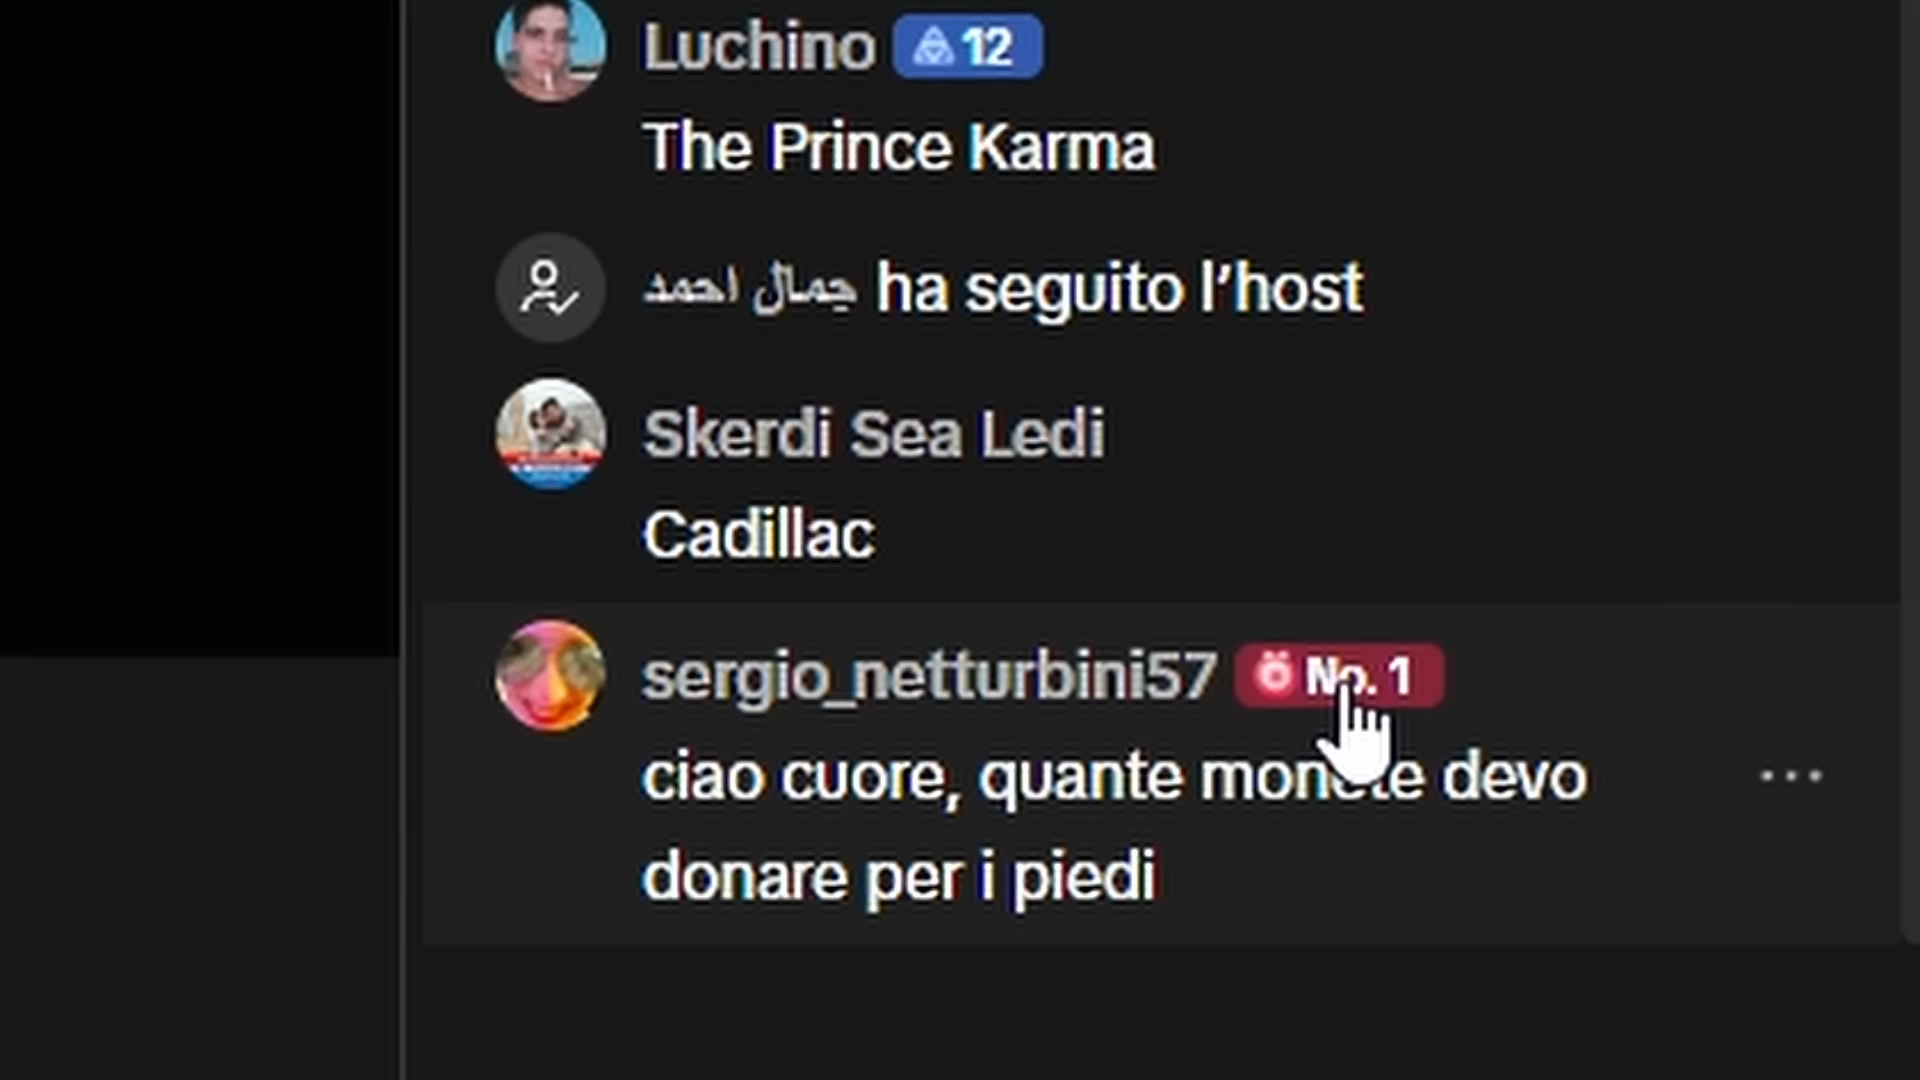 Luchino 12
The Prince Karma
جمال احمد ha seguito l’host
Skerdi Sea Ledi
Cadillac
sergio_netturbini57 No. 1
ciao cuore, quante monete devo
donare per i piedi